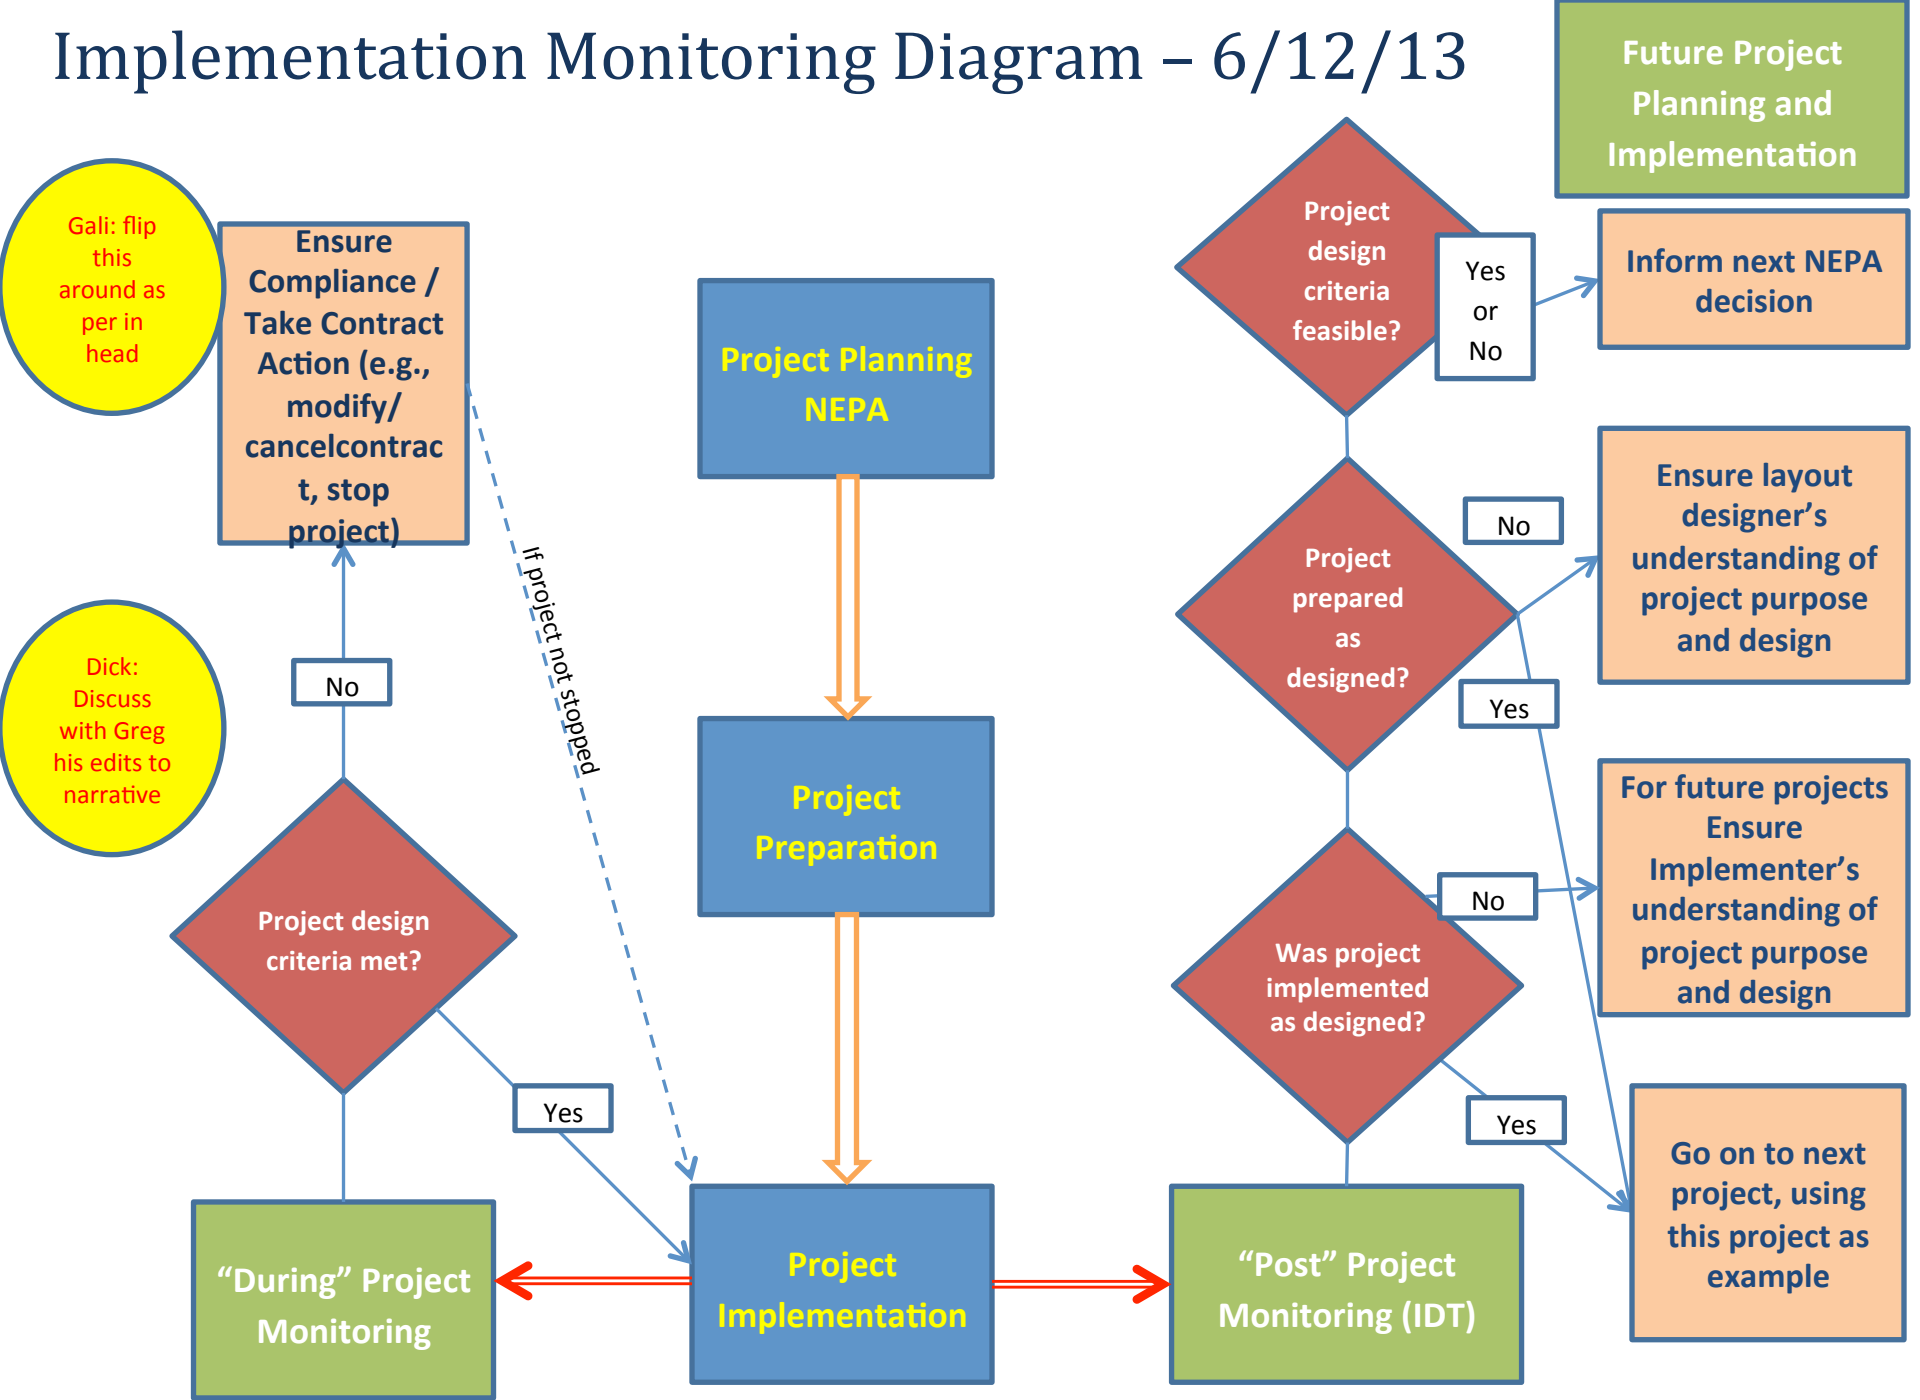 Implementation Monitoring Diagram – 6/12/13
Future Project
Planning and
Implementation
Gali: flip
this
around as
per in
head
Ensure
Compliance /
Take Contract
Action (e.g.,
modify/
cancelcontrac
t, stop
project)
If project not stopped
No
Dick:
Discuss
with Greg
his edits to
narrative
Project design
criteria met?
Yes
“During” Project
Monitoring
Project Planning
NEPA
Project
Preparation
Project
Implementation
Project
design
criteria
feasible?
Yes
or
No
Inform next NEPA
decision
Project
prepared
as
designed?
No
Yes
Ensure layout
designer’s
understanding of
project purpose
and design
Was project
implemented
as designed?
No
Yes
For future projects
Ensure
Implementer’s
understanding of
project purpose
and design
Go on to next
project, using
this project as
example
“Post” Project
Monitoring (IDT)